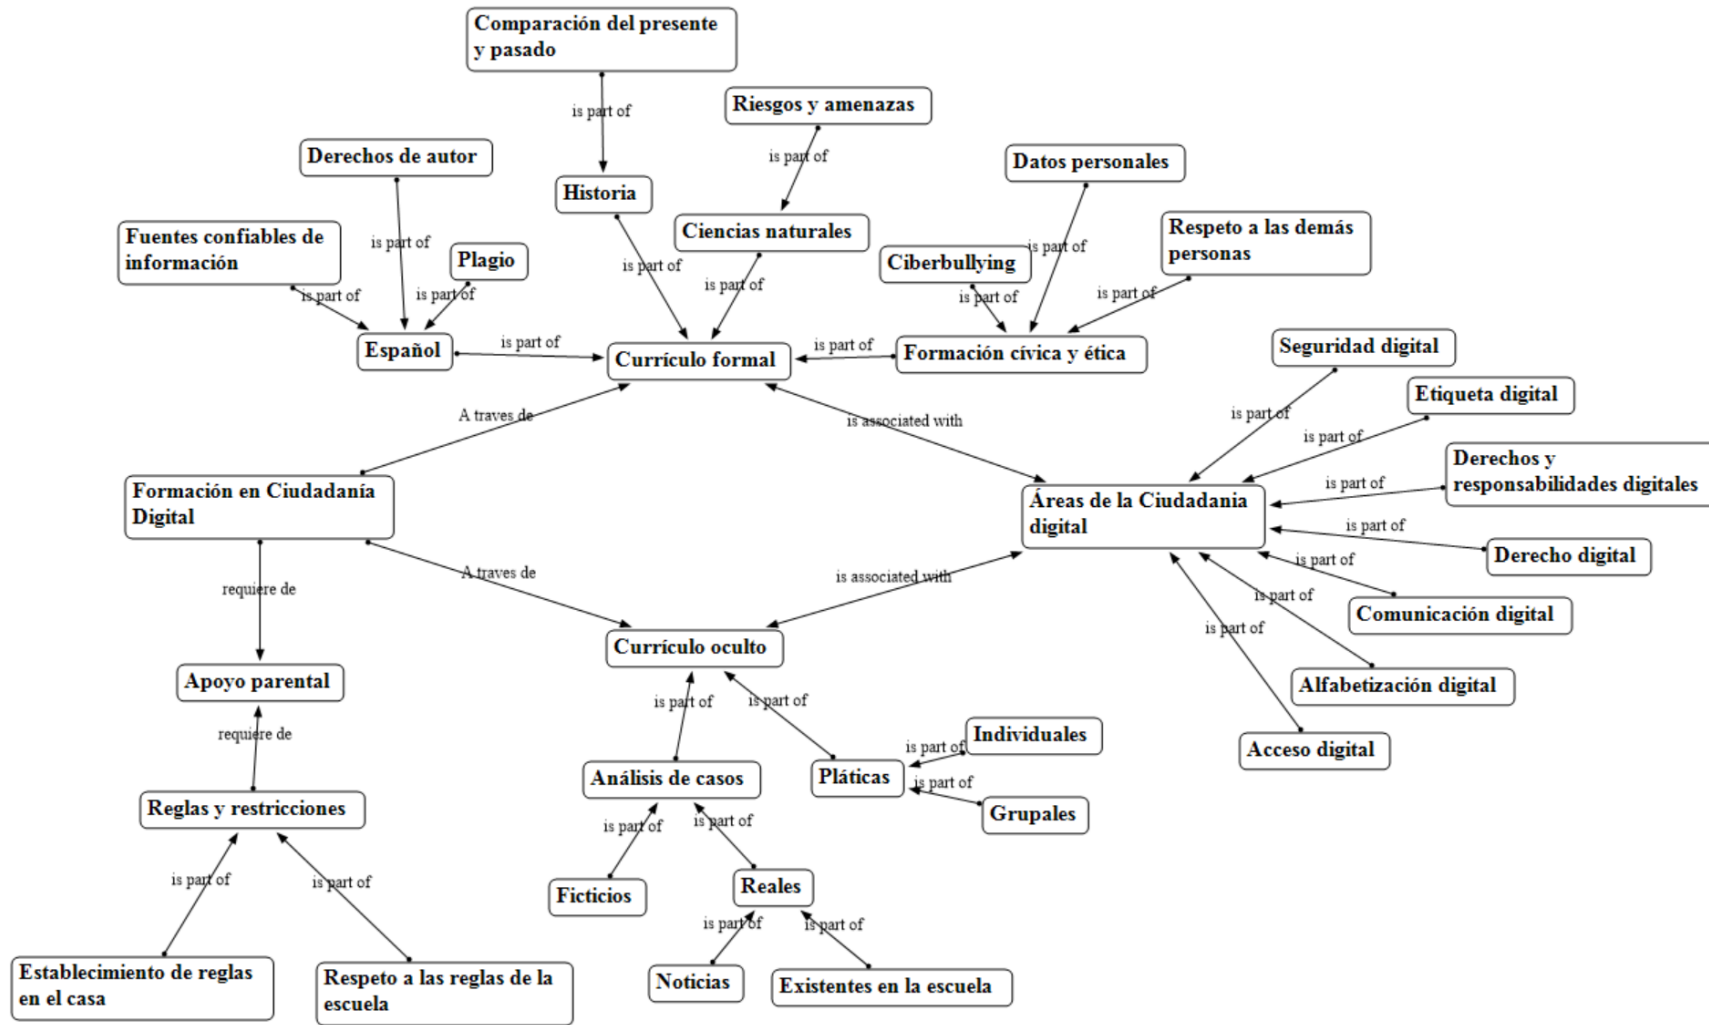 Comparación del presente
y pasado
is part of
Riesgos y amenazas
is part of
Derechos de autor
is part of
Datos personales
is part of
Historia
is part of
Ciencias naturales
is part of
Fuentes confiables de
información
is part of
Plagio
is part of
Ciberbullying
is part of
Respeto a las demás
personas
is part of
Español
is part of
Currículo formal
is part of
Formación cívica y ética
Seguridad digital
is part of
Etiqueta digital
is part of
A traves de
is associated with
Derechos y
responsabilidades digitales
is part of
Formación en Ciudadanía
Digital
Áreas de la Ciudadania
digital
is part of
Derecho digital
requiere de
A traves de
is associated with
is part of
Comunicación digital
is part of
Alfabetización digital
is part of
Acceso digital
Currículo oculto
Apoyo parental
requiere de
is part of
is part of
Individuales
is part of
Análisis de casos
Pláticas
is part of
Grupales
Reglas y restricciones
is part of
is part of
is part of
is part of
Ficticios
Reales
is part of
is part of
Establecimiento de reglas
en el casa
Respeto a las reglas de la
escuela
Noticias
Existentes en la escuela